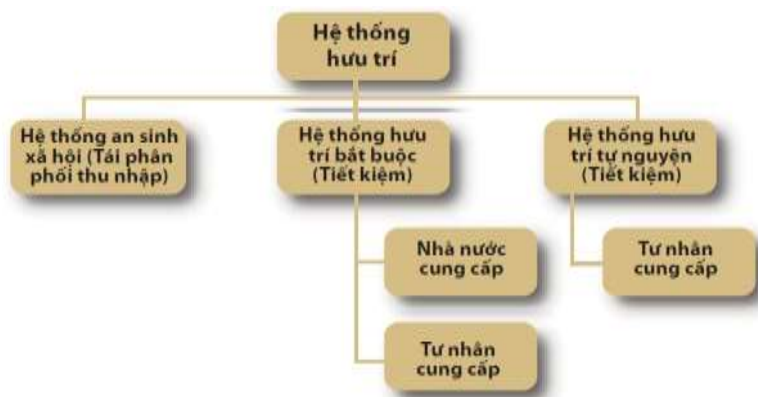 Hệ thống
hưu trí
Hệ thống an sinh
xã hội (Tái phân
phối thu nhập)
Hệ thống hưu
trí bắt buộc
(Tiết kiệm)
Hệ thống hưu
trí tự nguyện
(Tiết kiệm)
Nhà nước
cung cấp
Tư nhân
cung cấp
Tư nhân
cung cấp